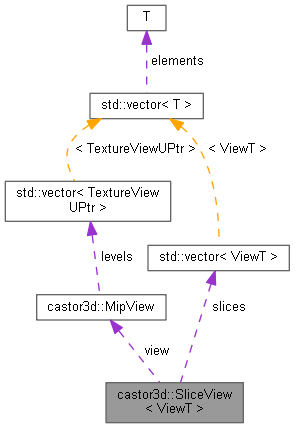 T
elements
std::vector< T >
< TextureViewUPtr >
< ViewT >
std::vector< TextureView
UPtr >
std::vector< ViewT >
levels
slices
castor3d::MipView
view
castor3d::SliceView
< ViewT >